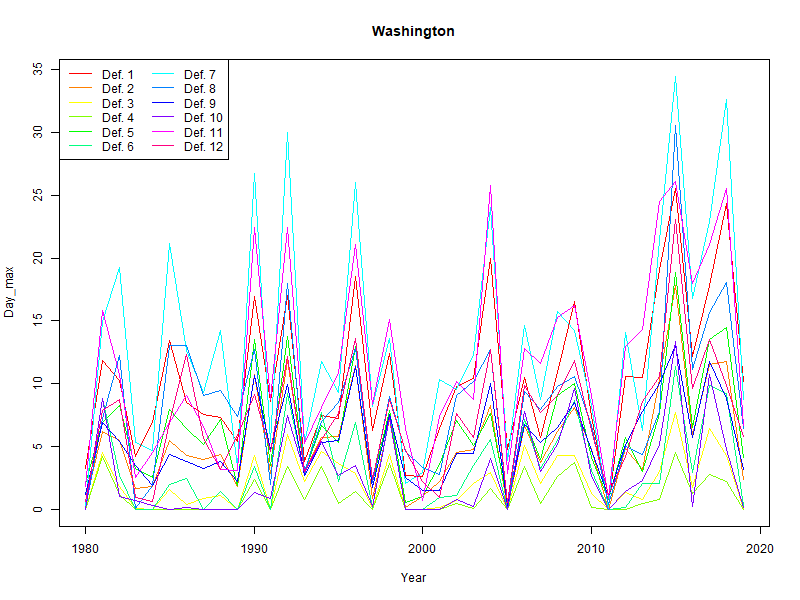 Washington
Def. 1 Def. 7
Def. 2 Def. 8
Def. 3 Def. 9
Def. 4 Def. 10
Def. 5 Def. 11
Def. 6 Def. 12
35
30
25
20
15
10
5
0
Day_max
1980 1990 2000 2010 2020
Year